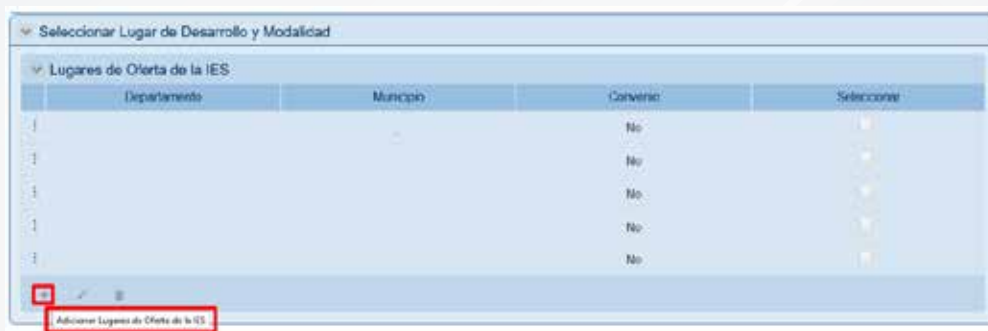 Seleccionar Lugar de Desarrollo y Modalidad
Lugares de Oferta de la IES
Departamento Municipio Convenio Seleccionar
No
No
No
No
No
Adicionar Lugares de Oferta de la IES